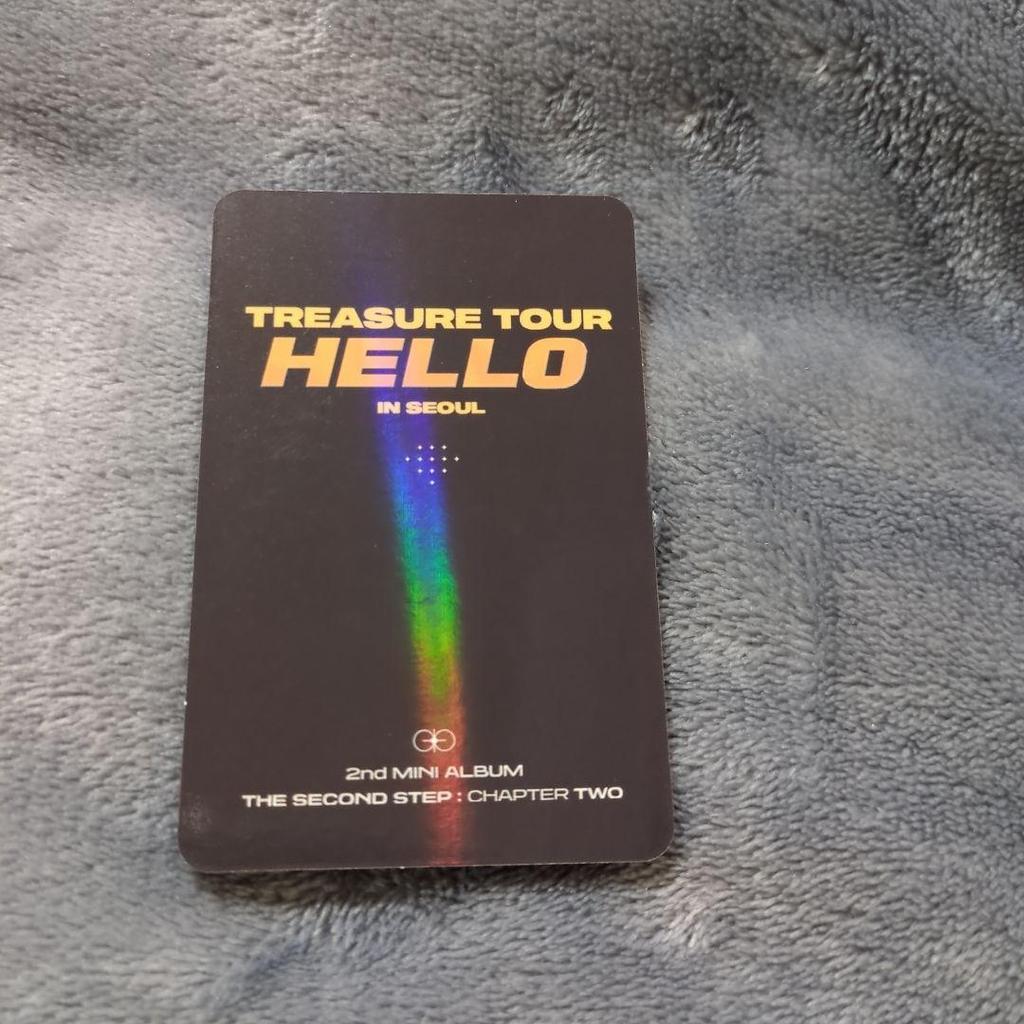 TREASURE TOUR
HELLO
IN SEOUL
2nd MINI ALBUM
THE SECOND STEP : CHAPTER TWO